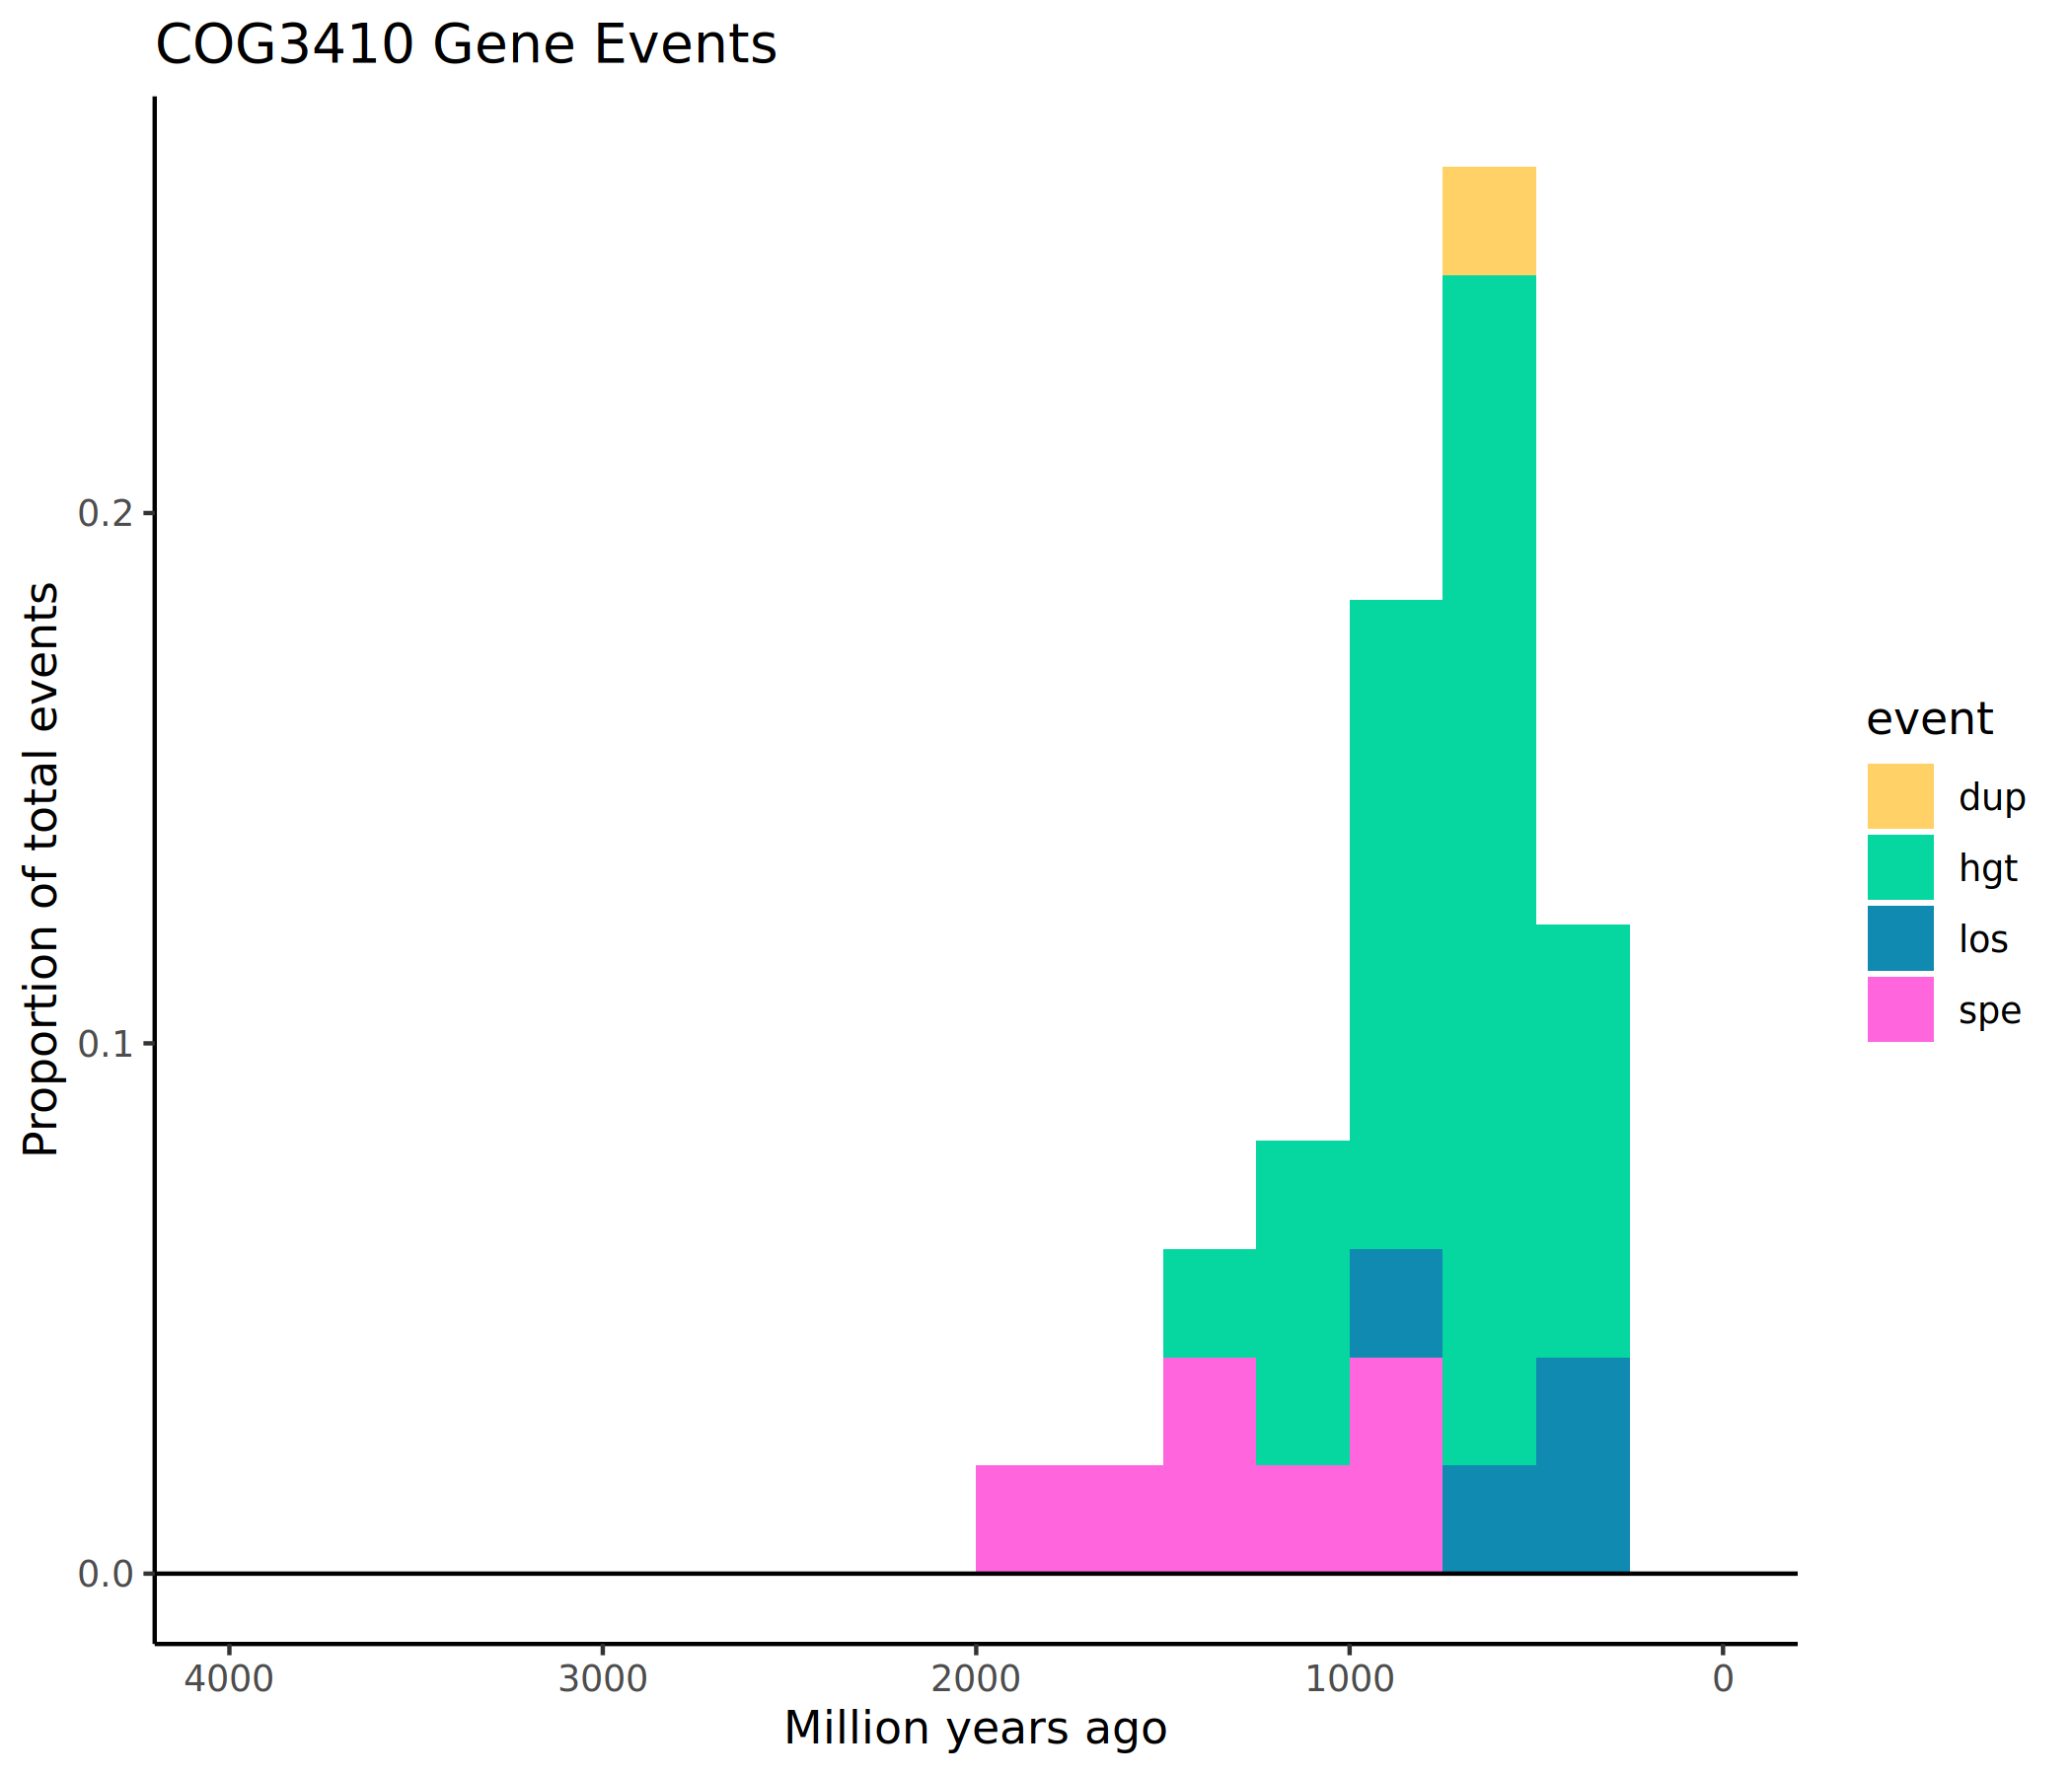 COG3410 Gene Events
Proportion of total events
0.2
0.1
0.0
4000 3000 2000 1000 0
Million years ago
event
dup
hgt
los
spe